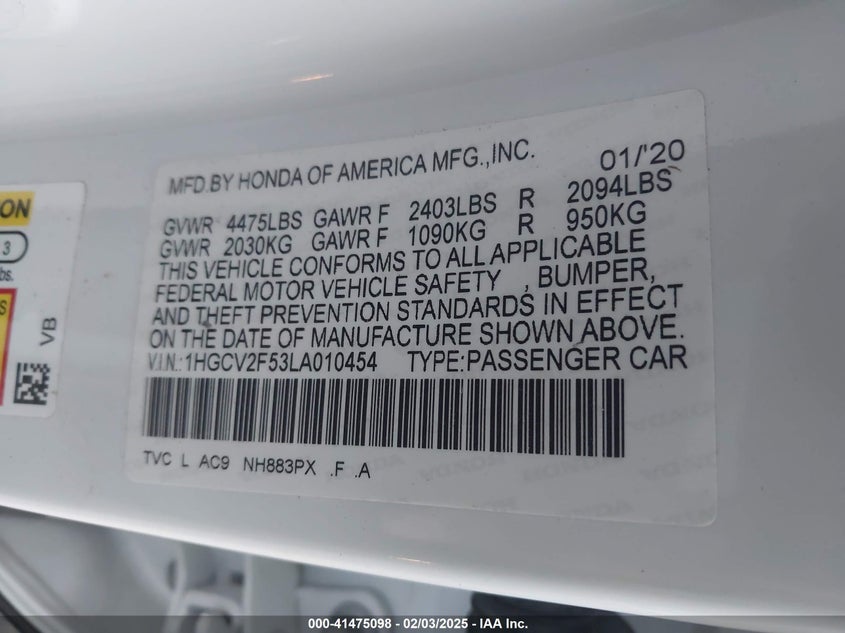 MFD.BY HONDA OF AMERICA MFG.,INC. 01/'20
GVWR 4475LBS GAWR F 2403LBS R 2094LBS
GVWR 2030KG GAWR F 1090KG R 950KG
THIS VEHICLE CONFORMS TO ALL APPLICABLE
FEDERAL MOTOR VEHICLE SAFETY , BUMPER,
AND THEFT PREVENTION STANDARDS IN EFFECT
ON THE DATE OF MANUFACTURE SHOWN ABOVE.
V.I.N.:1HGCV2F53LA010454 TYPE:PASSENGER CAR
TVC L AC9 NH883PX .F .A
ON
3
bs.
S
VB
000-41475098 - 02/03/2025 - IAA Inc.